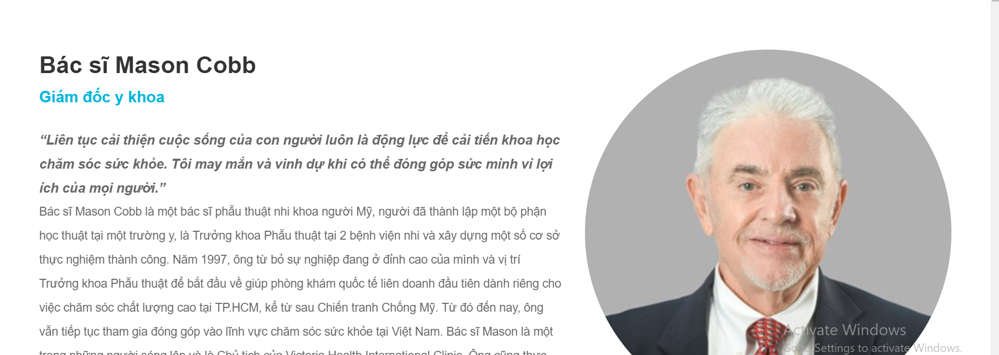 Bác sĩ Mason Cobb
Giám đốc y khoa
“Liên tục cải thiện cuộc sống của con người luôn là động lực để cải tiến khoa học
chăm sóc sức khỏe. Tôi may mắn và vinh dự khi có thể đóng góp sức mình vì lợi
ích của mọi người.”
Bác sĩ Mason Cobb là một bác sĩ phẫu thuật nhi khoa người Mỹ, người đã thành lập một bộ phận
học thuật tại một trường y, là Trưởng khoa Phẫu thuật tại 2 bệnh viện nhi và xây dựng một số cơ sở
thực nghiệm thành công. Năm 1997, ông từ bỏ sự nghiệp đang ở đỉnh cao của mình và vị trí
Trưởng khoa Phẫu thuật để bắt đầu về giúp phòng khám quốc tế liên doanh đầu tiên dành riêng cho
việc chăm sóc chất lượng cao tại TP.HCM, kể từ sau Chiến tranh Chống Mỹ. Từ đó đến nay, ông
vẫn tiếp tục tham gia đóng góp vào lĩnh vực chăm sóc sức khỏe tại Việt Nam. Bác sĩ Mason là một
trong những người sáng lập và là Chủ tịch của Victoria Health International Clinic. Ông cũng thực
Activate Windows
Go to Settings to activate Windows.